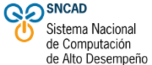 SNCAD
Sistema Nacional
de Computación
de Alto Desempeño